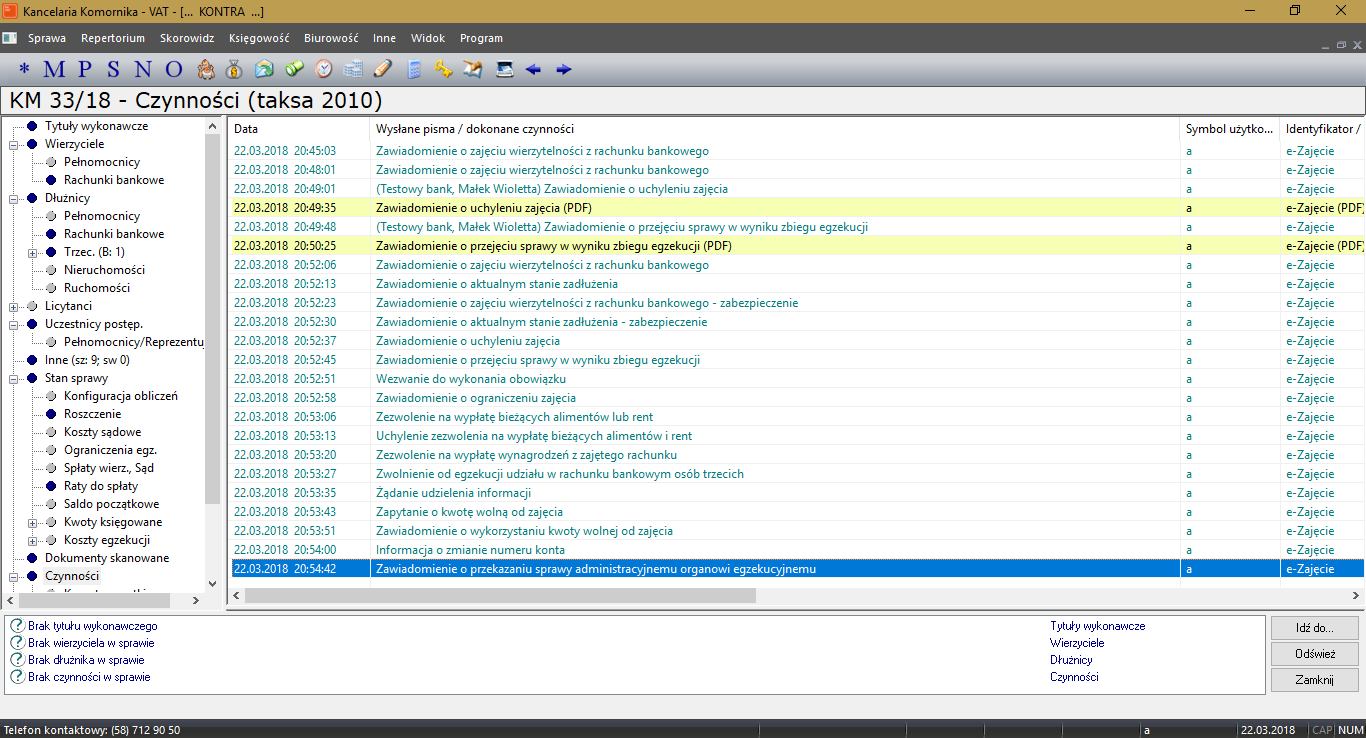 Kancelaria Komornika - VAT - [... KONTRA ...]
Sprawa Repertorium Skorowidz Księgowość Biurowość Inne Widok Program
* M P S N O
KM 33/18 - Czynności (taksa 2010)
Tytuły wykonawcze
Wierzyciele
Pełnomocnicy
Rachunki bankowe
Dłużnicy
Pełnomocnicy
Rachunki bankowe
Trzec. (B: 1)
Nieruchomości
Ruchomości
Licytanci
Uczestnicy postęp.
Pełnomocnicy/Reprezentu
Inne (sz: 9; sw 0)
Stan sprawy
Konfiguracja obliczeń
Roszczenie
Koszty sądowe
Ograniczenia egz.
Spłaty wierz., Sąd
Raty do spłaty
Saldo początkowe
Kwoty księgowane
Koszty egzekucji
Dokumenty skanowane
Czynności
Data Wysłane pisma / dokonane czynności Symbol użytko... Identyfikator /
22.03.2018 20:45:03 Zawiadomienie o zajęciu wierzytelności z rachunku bankowego a e-Zajęcie
22.03.2018 20:48:01 Zawiadomienie o zajęciu wierzytelności z rachunku bankowego a e-Zajęcie
22.03.2018 20:49:01 (Testowy bank, Małek Wioletta) Zawiadomienie o uchyleniu zajęcia a e-Zajęcie
22.03.2018 20:49:35 Zawiadomienie o uchyleniu zajęcia (PDF) a e-Zajęcie (PDF)
22.03.2018 20:49:48 (Testowy bank, Małek Wioletta) Zawiadomienie o przejęciu sprawy w wyniku zbiegu egzekucji a e-Zajęcie
22.03.2018 20:50:25 Zawiadomienie o przejęciu sprawy w wyniku zbiegu egzekucji (PDF) a e-Zajęcie (PDF)
22.03.2018 20:52:06 Zawiadomienie o zajęciu wierzytelności z rachunku bankowego a e-Zajęcie
22.03.2018 20:52:13 Zawiadomienie o aktualnym stanie zadłużenia a e-Zajęcie
22.03.2018 20:52:23 Zawiadomienie o zajęciu wierzytelności z rachunku bankowego - zabezpieczenie a e-Zajęcie
22.03.2018 20:52:30 Zawiadomienie o aktualnym stanie zadłużenia - zabezpieczenie a e-Zajęcie
22.03.2018 20:52:37 Zawiadomienie o uchyleniu zajęcia a e-Zajęcie
22.03.2018 20:52:45 Zawiadomienie o przejęciu sprawy w wyniku zbiegu egzekucji a e-Zajęcie
22.03.2018 20:52:51 Wezwanie do wykonania obowiązku a e-Zajęcie
22.03.2018 20:52:58 Zawiadomienie o ograniczeniu zajęcia a e-Zajęcie
22.03.2018 20:53:06 Zezwolenie na wypłatę bieżących alimentów lub rent a e-Zajęcie
22.03.2018 20:53:13 Uchylenie zezwolenia na wypłatę bieżących alimentów i rent a e-Zajęcie
22.03.2018 20:53:20 Zezwolenie na wypłatę wynagrodzeń z zajętego rachunku a e-Zajęcie
22.03.2018 20:53:27 Zwolnienie od egzekucji udziału w rachunku bankowym osób trzecich a e-Zajęcie
22.03.2018 20:53:35 Żądanie udzielenia informacji a e-Zajęcie
22.03.2018 20:53:43 Zapytanie o kwotę wolną od zajęcia a e-Zajęcie
22.03.2018 20:53:51 Zawiadomienie o wykorzystaniu kwoty wolnej od zajęcia a e-Zajęcie
22.03.2018 20:54:00 Informacja o zmianie numeru konta a e-Zajęcie
22.03.2018 20:54:42 Zawiadomienie o przekazaniu sprawy administracyjnemu organowi egzekucyjnemu a e-Zajęcie
Brak tytułu wykonawczego Tytuły wykonawcze
Brak wierzyciela w sprawie Wierzyciele
Brak dłużnika w sprawie Dłużnicy
Brak czynności w sprawie Czynności
Idź do...
Odśwież
Zamknij
Telefon kontaktowy: (58) 712 90 50 a 22.03.2018 CAP NUM